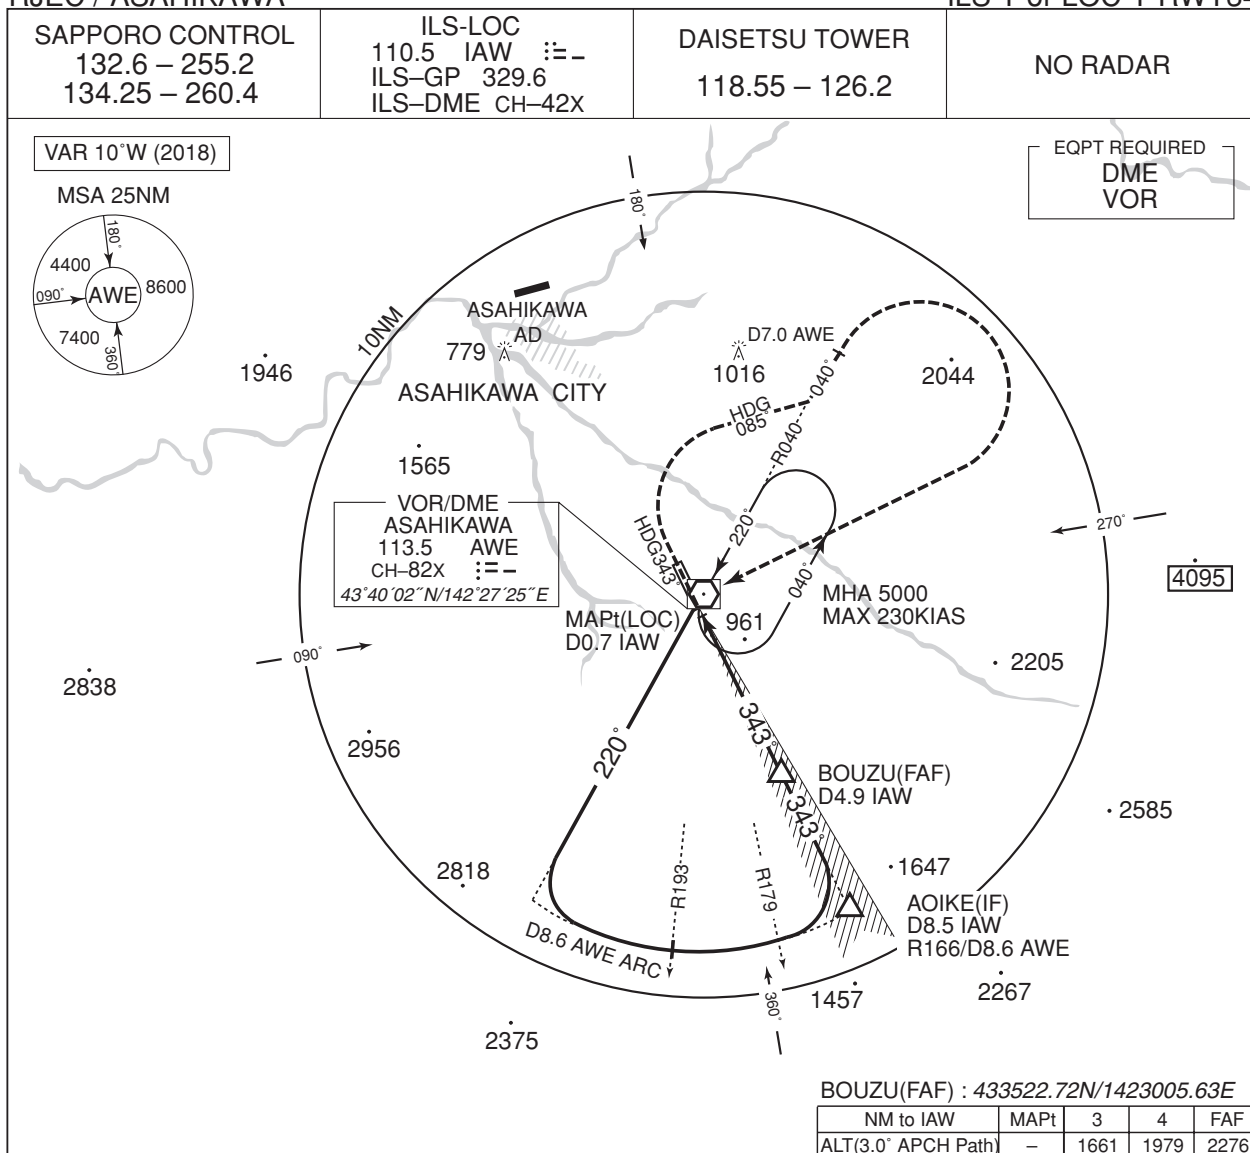 RJEC / ASAHIKAWA
ILS Y or LOC Y RWY34
SAPPORO CONTROL
132.6 – 255.2
134.25 – 260.4
ILS-LOC
110.5 IAW
ILS–GP 329.6
ILS–DME CH–42X
DAISETSU TOWER
118.55 – 126.2
NO RADAR
VAR 10˚W (2018)
MSA 25NM
180˚
4400
8600
090˚
AWE
7400
360˚
EQPT REQUIRED
DME
VOR
180˚
10NM
ASAHIKAWA
AD
779
ASAHIKAWA CITY
1946
D7.0 AWE
1016
040˚
2044
HDG
085˚
R040
1565
VOR/DME
ASAHIKAWA
113.5 AWE
CH–82X
43˚40´02˝N/142˚27´25˝E
HDG343˚
220˚
040˚
270˚
4095
MHA 5000
MAX 230KIAS
MAPt(LOC)
D0.7 IAW
961
090˚
2205
2838
2956
220˚
343˚
BOUZU(FAF)
D4.9 IAW
343˚
2585
2818
R193
R179
1647
AOIKE(IF)
D8.5 IAW
R166/D8.6 AWE
D8.6 AWE ARC
360˚
1457
2267
2375
BOUZU(FAF) : 433522.72N/1423005.63E
NM to IAW MAPt 3 4 FAF
ALT(3.0˚ APCH Path) – 1661 1979 2276